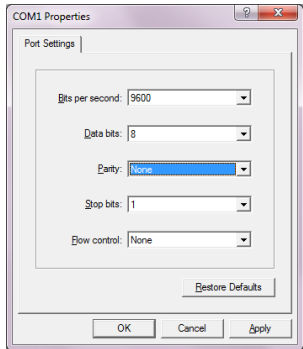 COM1 Properties
Port Settings
Bits per second: 9600
Data bits: 8
Parity: None
Stop bits: 1
Flow control: None
Restore Defaults
OK Cancel Apply